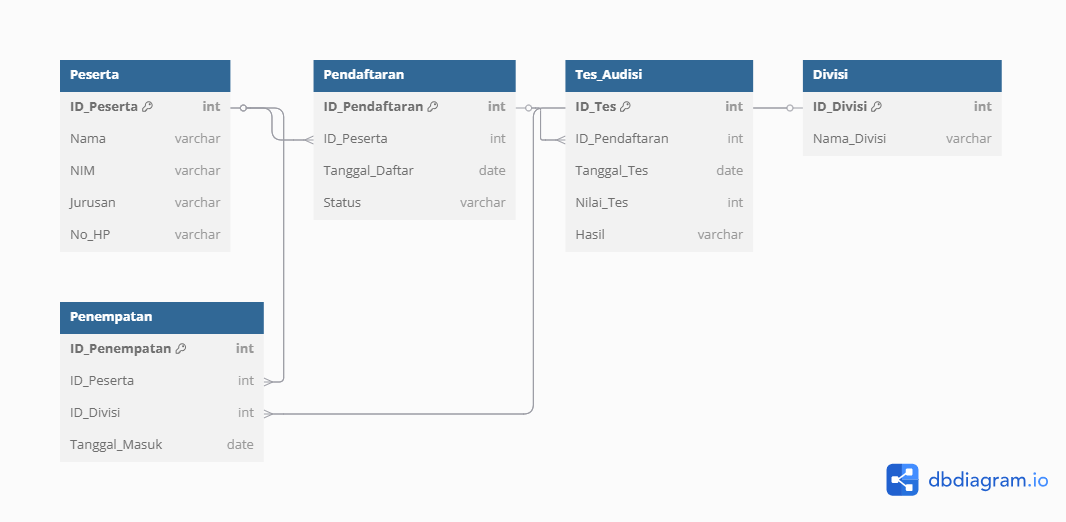 Peserta
ID_Peserta int
Nama varchar
NIM varchar
Jurusan varchar
No_HP varchar
Pendaftaran
ID_Pendaftaran int
ID_Peserta int
Tanggal_Daftar date
Status varchar
Tes_Audisi
ID_Tes int
ID_Pendaftaran int
Tanggal_Tes date
Nilai_Tes int
Hasil varchar
Divisi
ID_Divisi int
Nama_Divisi varchar
Penempatan
ID_Penempatan int
ID_Peserta int
ID_Divisi int
Tanggal_Masuk date
dbdiagram.io